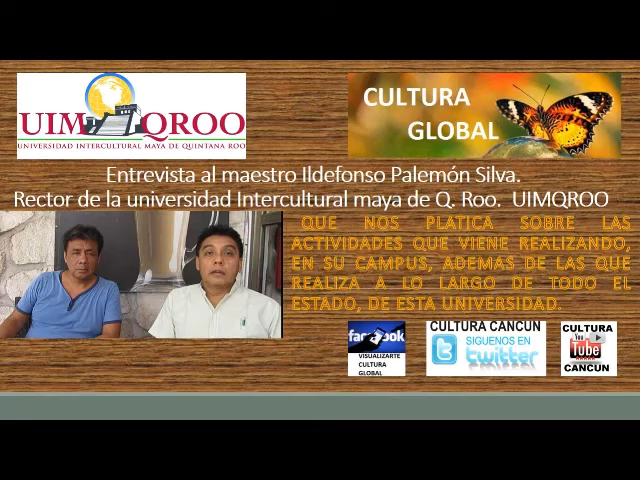 UIM QROO
UNIVERSIDAD INTERCULTURAL MAYA DE QUINTANA ROO
CULTURA
GLOBAL
Entrevista al maestro Ildefonso Palemón Silva.
Rector de la universidad Intercultural maya de Q. Roo. UIMQROO
QUE NOS PLATICA SOBRE LAS
ACTIVIDADES QUE VIENE REALIZANDO,
EN SU CAMPUS, ADEMAS DE LAS QUE
REALIZA A LO LARGO DE TODO EL
ESTADO, DE ESTA UNIVERSIDAD.
facebook
VISUALIZARTE
CULTURA
GLOBAL
CULTURA CANCUN
SIGUENOS EN
twitter
CULTURA
You Tube
CANCUN